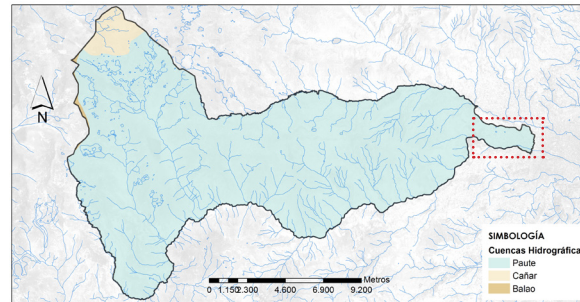 N
SIMBOLOGÍA
Cuencas Hidrográfica
Paute
Cañar
Balao
Metros
0 1.150 2.300 4.600 6.900 9.200